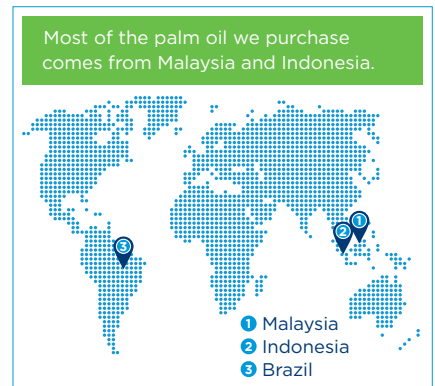 Most of the palm oil we purchase
comes from Malaysia and Indonesia.
3
1
2
1 Malaysia
2 Indonesia
3 Brazil